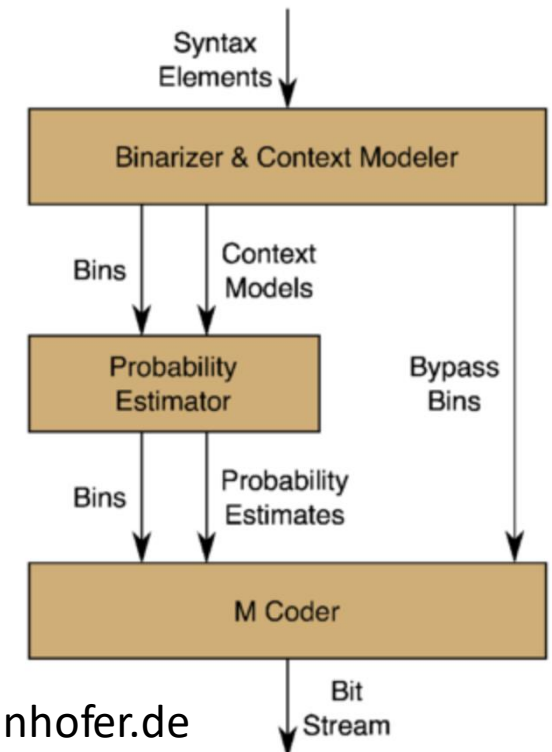 Syntax
Elements
Binarizer & Context Modeler
Bins
Context
Models
Probability
Estimator
Bypass
Bins
Bins
Probability
Estimates
M Coder
Bit
Stream
nhofer.de